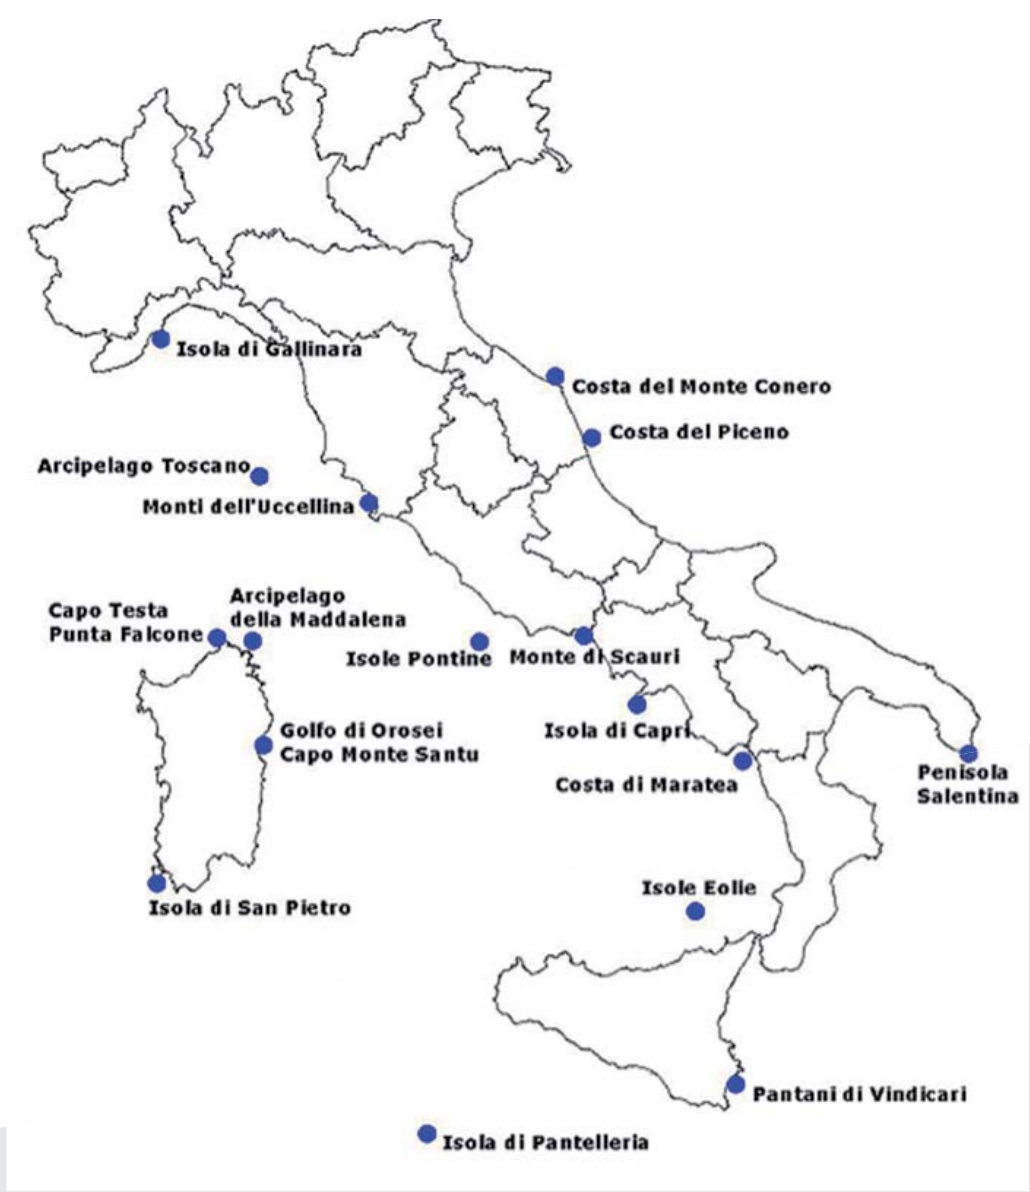 Isola di Gallinara
Costa del Monte Conero
Costa del Piceno
Arcipelago Toscano
Monti dell'Uccellina
Arcipelago
della Maddalena
Capo Testa
Punta Falcone
Isole Pontine
Monte di Scauri
Isola di Capri
Golfo di Orosei
Capo Monte Santu
Costa di Maratea
Penisola
Salentina
Isole Eolie
Isola di San Pietro
Pantani di Vindicari
Isola di Pantelleria